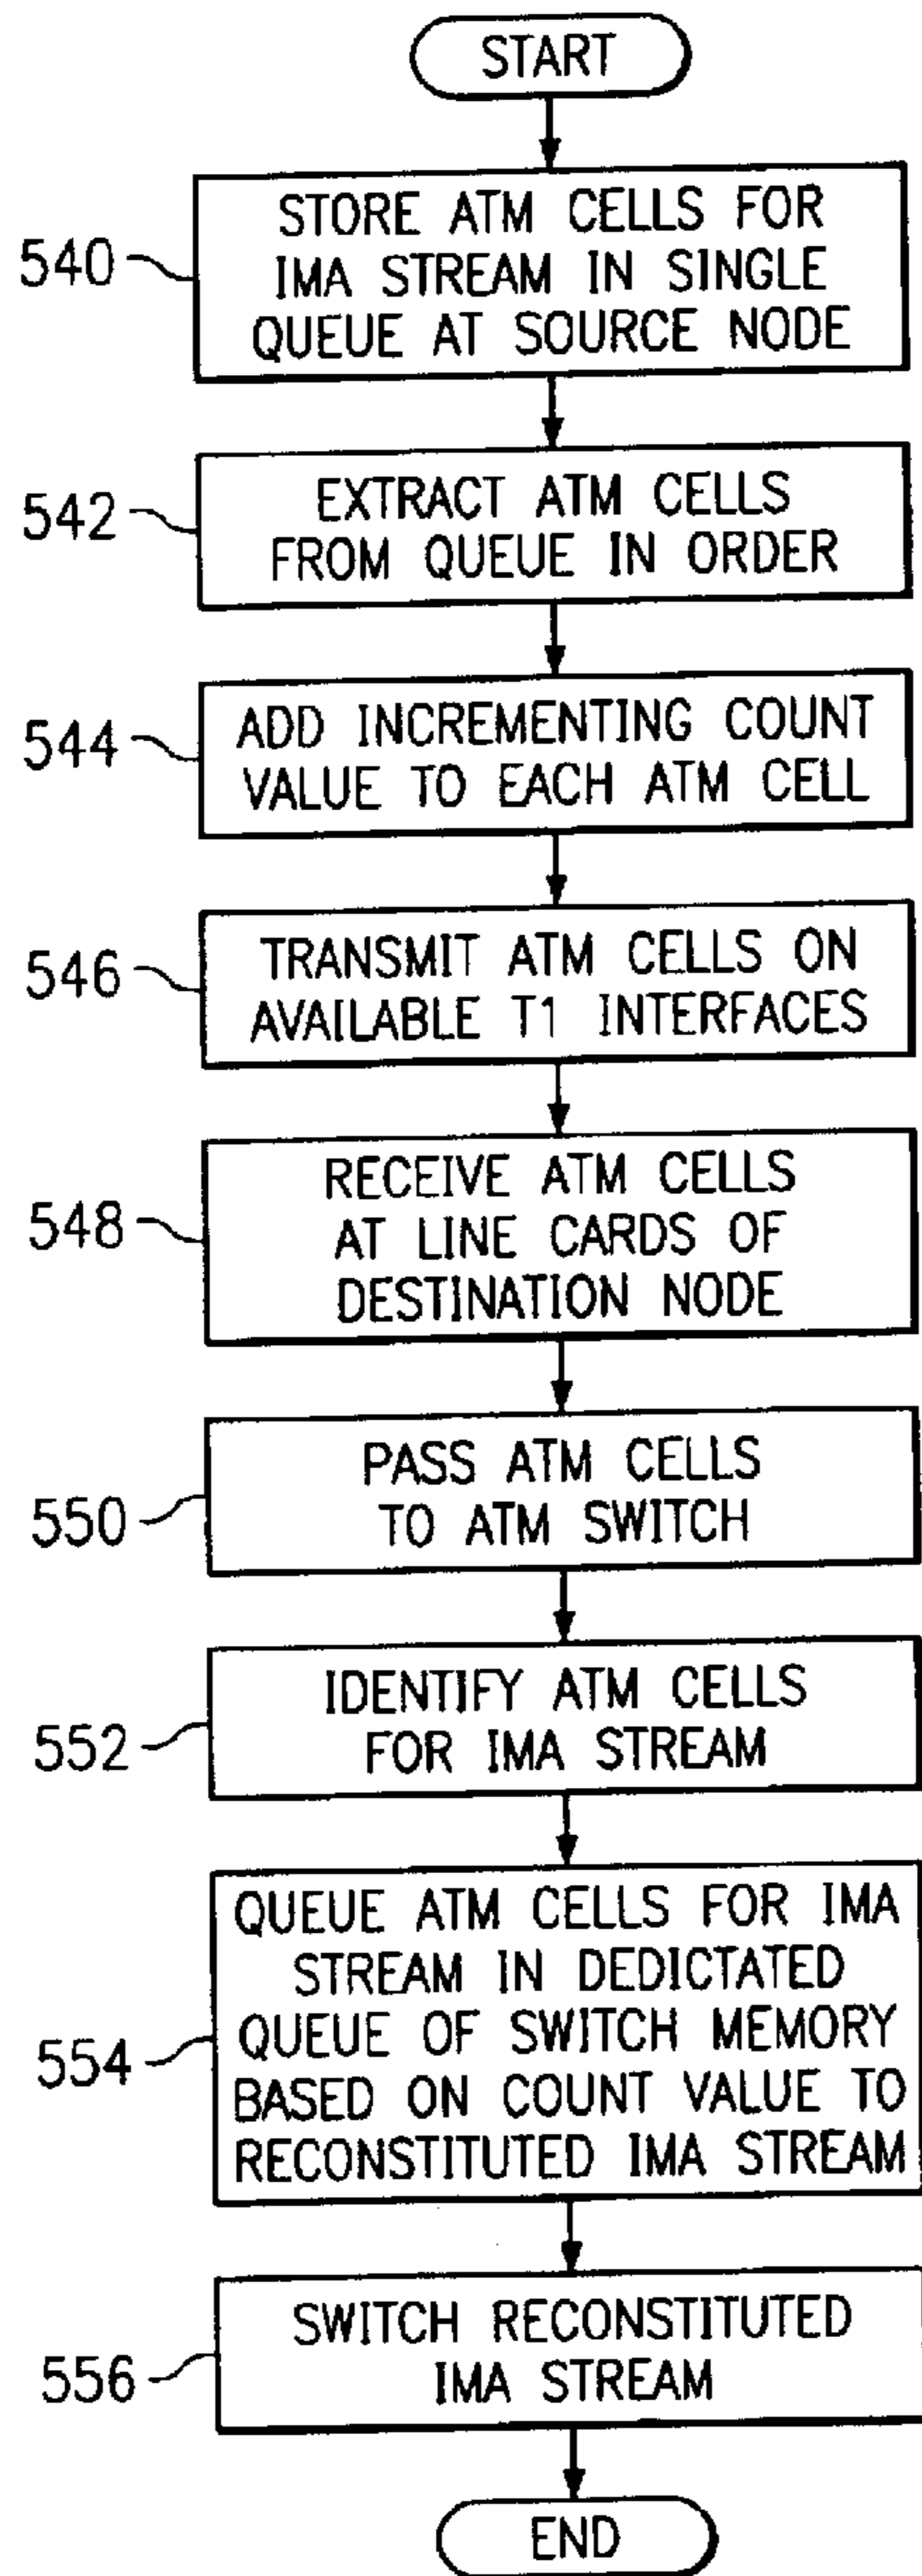 START
STORE ATM CELLS FOR
540
IMA STREAM IN SINGLE
QUEUE AT SOURCE NODE
EXTRACT ATM CELLS
542
FROM QUEUE IN ORDER
ADD INCREMENTING COUNT
544
VALUE TO EACH ATM CELL
TRANSMIT ATM CELLS ON
546
AVAILABLE T1 INTERFACES
RECEIVE ATM CELLS
548
AT LINE CARDS OF
DESTINATION NODE
PASS ATM CELLS
550
TO ATM SWITCH
IDENTIFY ATM CELLS
552
FOR IMA STREAM
QUEUE ATM CELLS FOR IMA
STREAM IN DEDICTATED
554
QUEUE OF SWITCH MEMORY
BASED ON COUNT VALUE TO
RECONSTITUTED IMA STREAM
SWITCH RECONSTITUTED
556
IMA STREAM
END